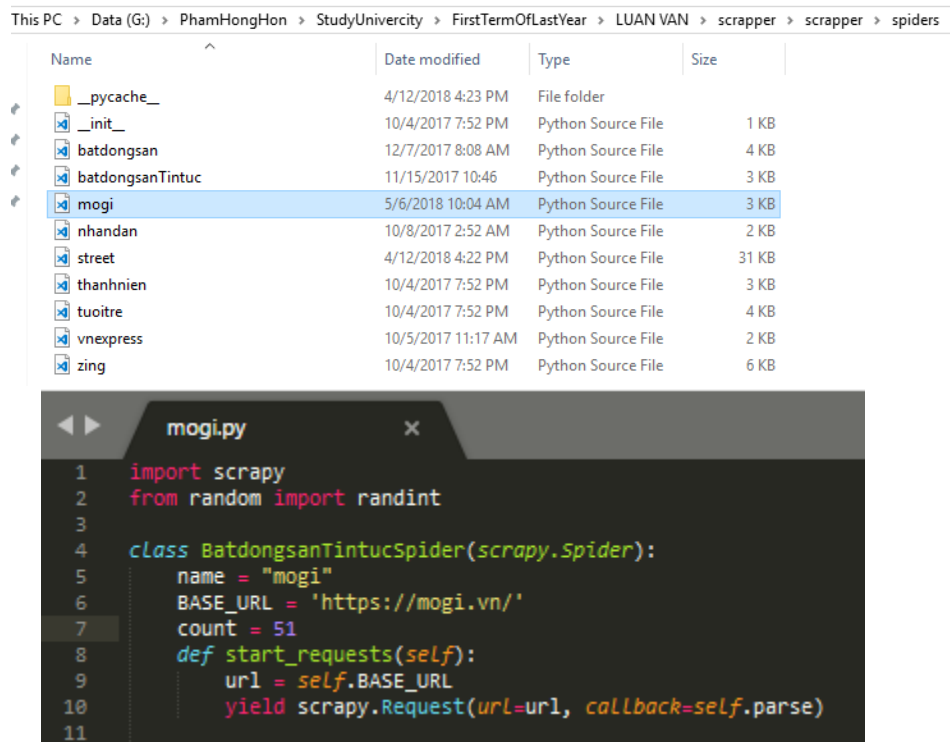 This PC > Data (G:) > PhamHongHon > StudyUnivercity > FirstTermOfLastYear > LUAN VAN > scrapper > scrapper > spiders
Name Date modified Type Size
__pycache__ 4/12/2018 4:23 PM File folder
__init__ 10/4/2017 7:52 PM Python Source File 1 KB
batdongsan 12/7/2017 8:08 AM Python Source File 4 KB
batdongsanTintuc 11/15/2017 10:46 Python Source File 3 KB
mogi 5/6/2018 10:04 AM Python Source File 3 KB
nhandan 10/8/2017 2:52 AM Python Source File 2 KB
street 4/12/2018 4:22 PM Python Source File 31 KB
thanhnien 10/4/2017 7:52 PM Python Source File 3 KB
tuoitre 10/4/2017 7:52 PM Python Source File 4 KB
vnexpress 10/5/2017 11:17 AM Python Source File 2 KB
zing 10/4/2017 7:52 PM Python Source File 6 KB
mogi.py ×
1 import scrapy
2 from random import randint
3
4 class BatdongsanTintucSpider(scrapy.Spider):
5 name = "mogi"
6 BASE_URL = 'https://mogi.vn/'
7 count = 51
8 def start_requests(self):
9 url = self.BASE_URL
10 yield scrapy.Request(url=url, callback=self.parse)
11